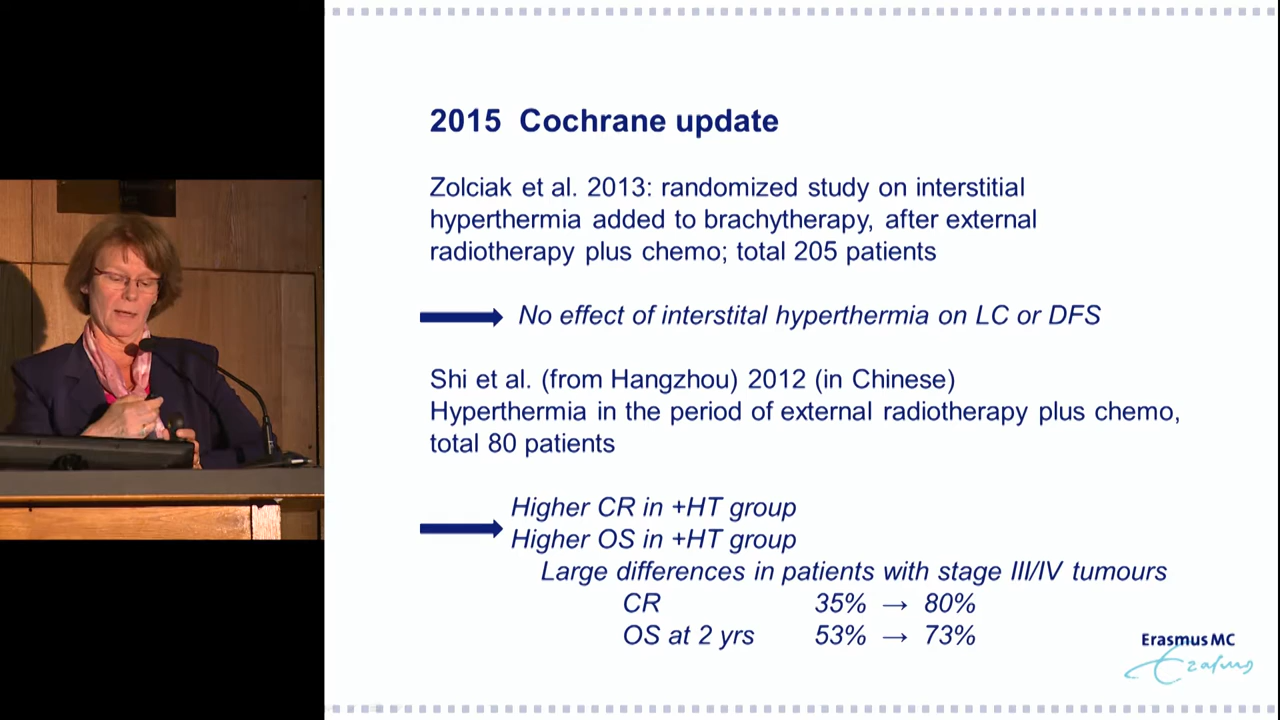 2015 Cochrane update
Zolciak et al. 2013: randomized study on interstitial
hyperthermia added to brachytherapy, after external
radiotherapy plus chemo; total 205 patients
No effect of interstital hyperthermia on LC or DFS
Shi et al. (from Hangzhou) 2012 (in Chinese)
Hyperthermia in the period of external radiotherapy plus chemo,
total 80 patients
Higher CR in +HT group
Higher OS in +HT group
Large differences in patients with stage III/IV tumours
CR 35% → 80%
OS at 2 yrs 53% → 73%
Erasmus MC
Erasmus